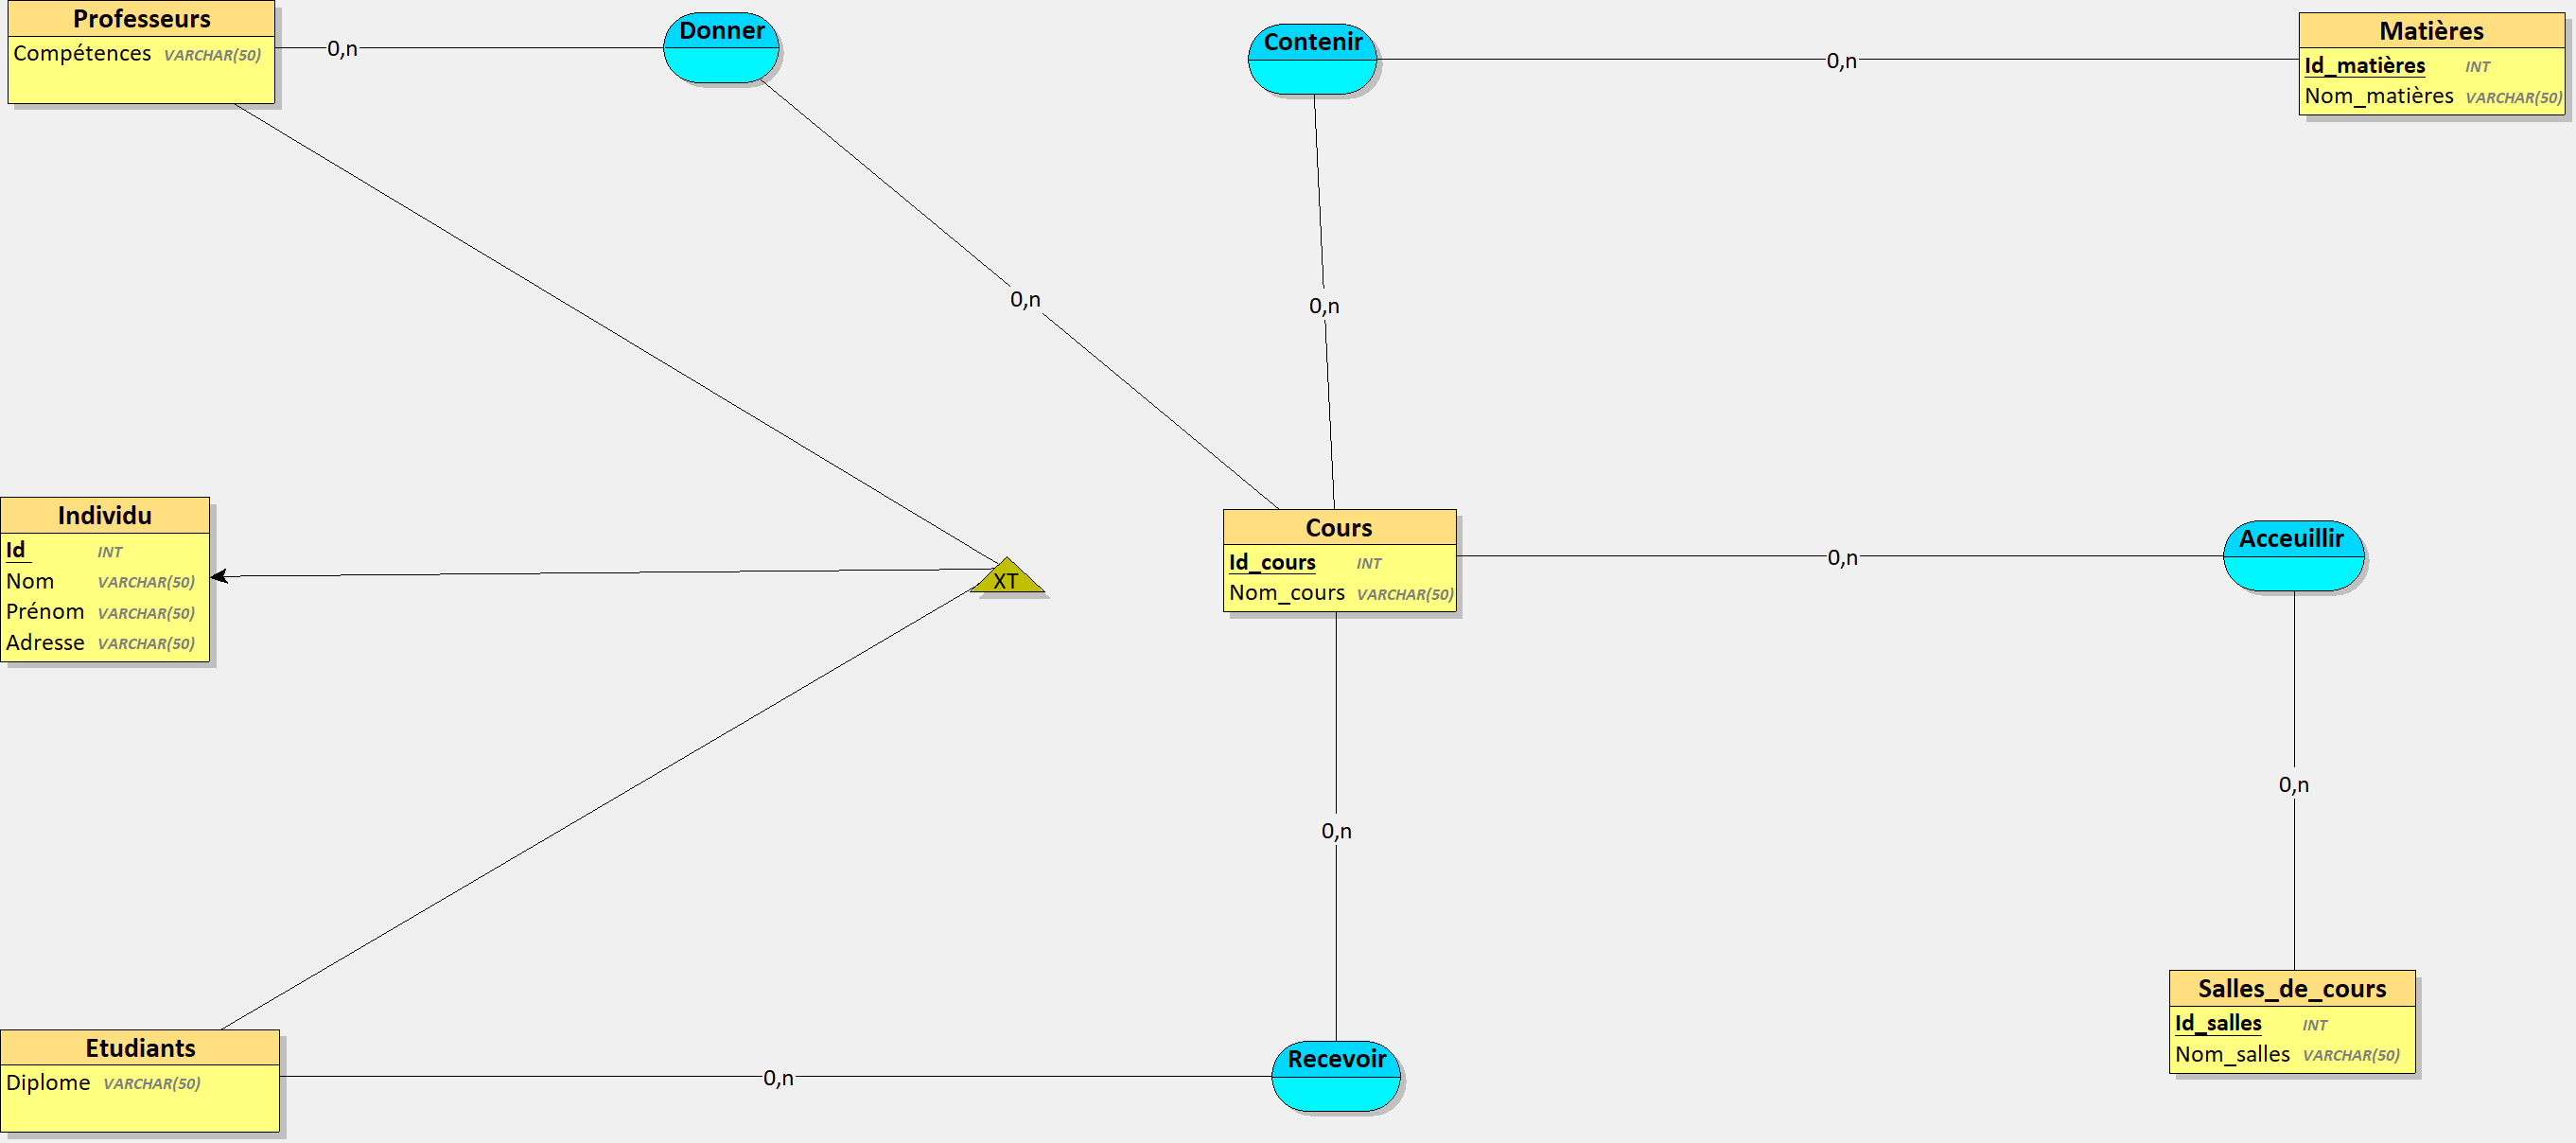 Professeurs
Compétences VARCHAR(50)
0,n
Donner
Contenir
0,n
Matières
Id_matières INT
Nom_matières VARCHAR(50)
0,n
0,n
Individu
Id INT
Nom VARCHAR(50)
Prénom VARCHAR(50)
Adresse VARCHAR(50)
XT
Cours
Id_cours INT
Nom_cours VARCHAR(50)
0,n
Acceuillir
0,n
0,n
Salles_de_cours
Id_salles INT
Nom_salles VARCHAR(50)
Etudiants
Diplome VARCHAR(50)
0,n
Recevoir